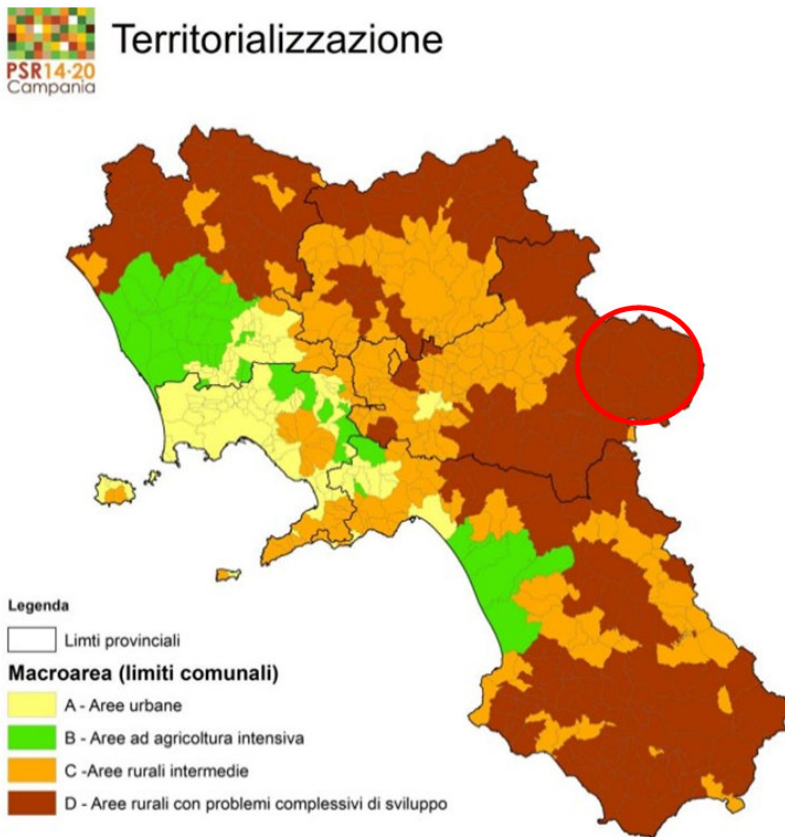 Territorializzazione
PSR14·20
Campania
Legenda
Limti provinciali
Macroarea (limiti comunali)
A - Aree urbane
B - Aree ad agricoltura intensiva
C -Aree rurali intermedie
D - Aree rurali con problemi complessivi di sviluppo